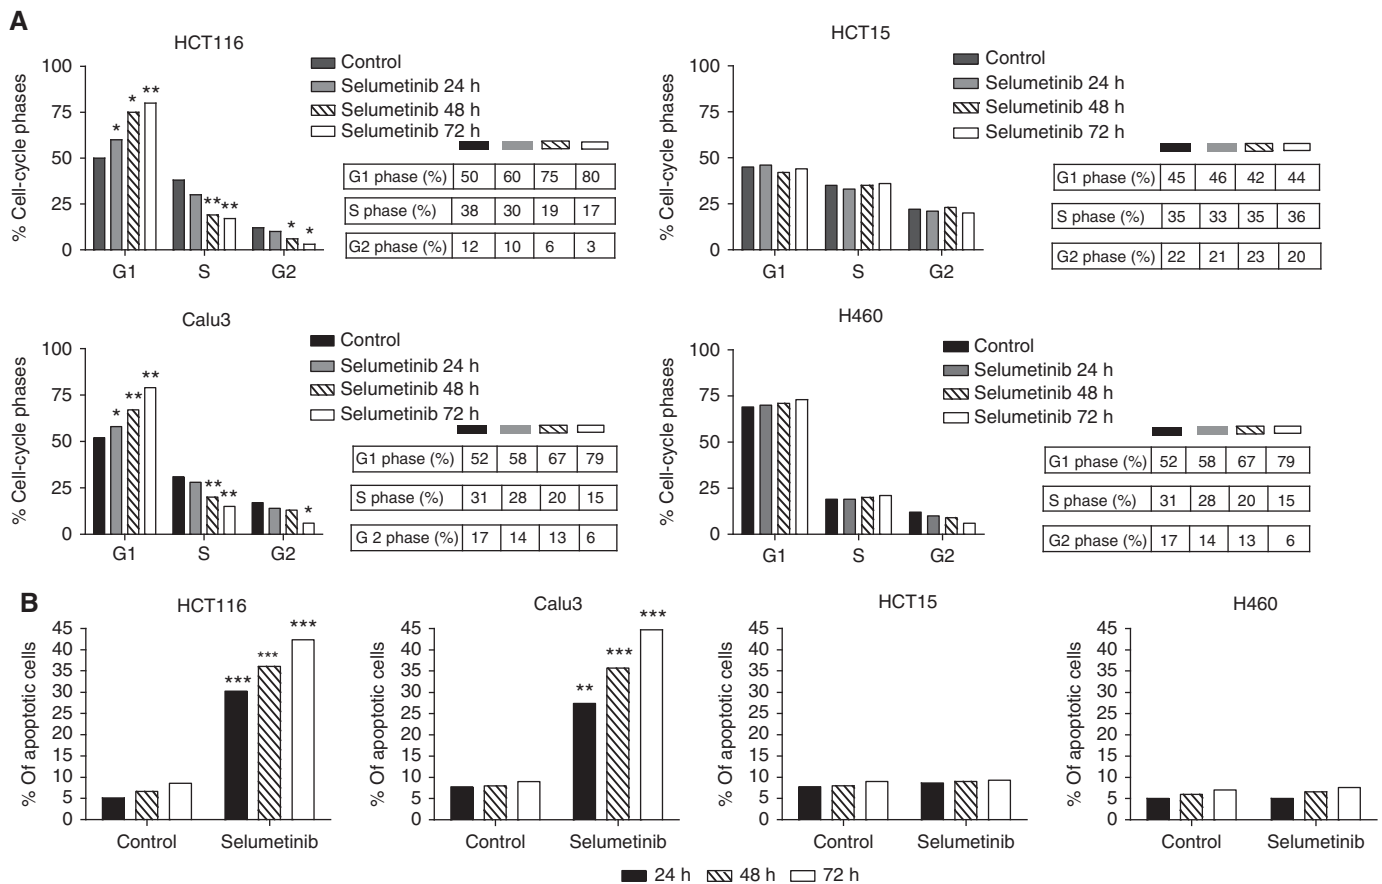 A
HCT116
% Cell-cycle phases
100
75
50
25
0
* * **
** **
* *
G1 S G2
Control
Selumetinib 24 h
Selumetinib 48 h
Selumetinib 72 h
G1 phase (%) 50 60 75 80
S phase (%) 38 30 19 17
G2 phase (%) 12 10 6 3
HCT15
% Cell-cycle phases
100
75
50
25
0
G1 S G2
Control
Selumetinib 24 h
Selumetinib 48 h
Selumetinib 72 h
G1 phase (%) 45 46 42 44
S phase (%) 35 33 35 36
G2 phase (%) 22 21 23 20
Calu3
% Cell-cycle phases
100
75
50
25
0
* ** **
** **
*
G1 S G2
Control
Selumetinib 24 h
Selumetinib 48 h
Selumetinib 72 h
G1 phase (%) 52 58 67 79
S phase (%) 31 28 20 15
G 2 phase (%) 17 14 13 6
H460
% Cell-cycle phases
100
75
50
25
0
G1 S G2
Control
Selumetinib 24 h
Selumetinib 48 h
Selumetinib 72 h
G1 phase (%) 52 58 67 79
S phase (%) 31 28 20 15
G2 phase (%) 17 14 13 6
B
HCT116
% Of apoptotic cells
45
40
35
30
25
20
15
10
5
0
*** *** ***
Control Selumetinib
Calu3
% Of apoptotic cells
45
40
35
30
25
20
15
10
5
0
** *** ***
Control Selumetinib
HCT15
% Of apoptotic cells
45
40
35
30
25
20
15
10
5
0
Control Selumetinib
H460
% Of apoptotic cells
45
40
35
30
25
20
15
10
5
0
Control Selumetinib
24 h 48 h 72 h